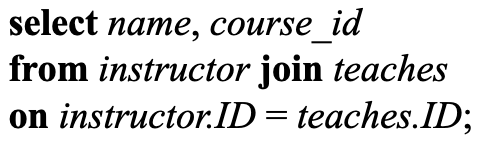 select name, course_id
from instructor join teaches
on instructor.ID = teaches.ID;